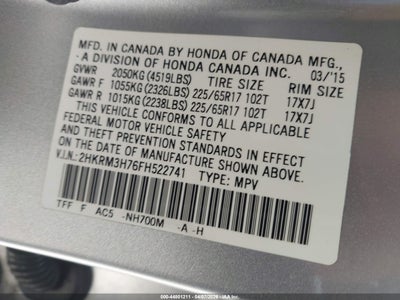 MFD. IN CANADA BY HONDA OF CANADA MFG.,
-A DIVISION OF HONDA CANADA INC. 03/'15
GVWR 2050KG (4519LBS) TIRE SIZE RIM SIZE
GAWR F 1055KG (2326LBS) 225/65R17 102T 17X7J
GAWR R 1015KG (2238LBS) 225/65R17 102T 17X7J
THIS VEHICLE CONFORMS TO ALL APPLICABLE
FEDERAL MOTOR VEHICLE SAFETY
AND THEFT PREVENTION STANDARDS IN EFFECT
ON THE DATE OF MANUFACTURE SHOWN ABOVE.
V.I.N.: 2HKRM3H76FH522741 TYPE: MPV
TFF F AC5 -NH700M -A -H